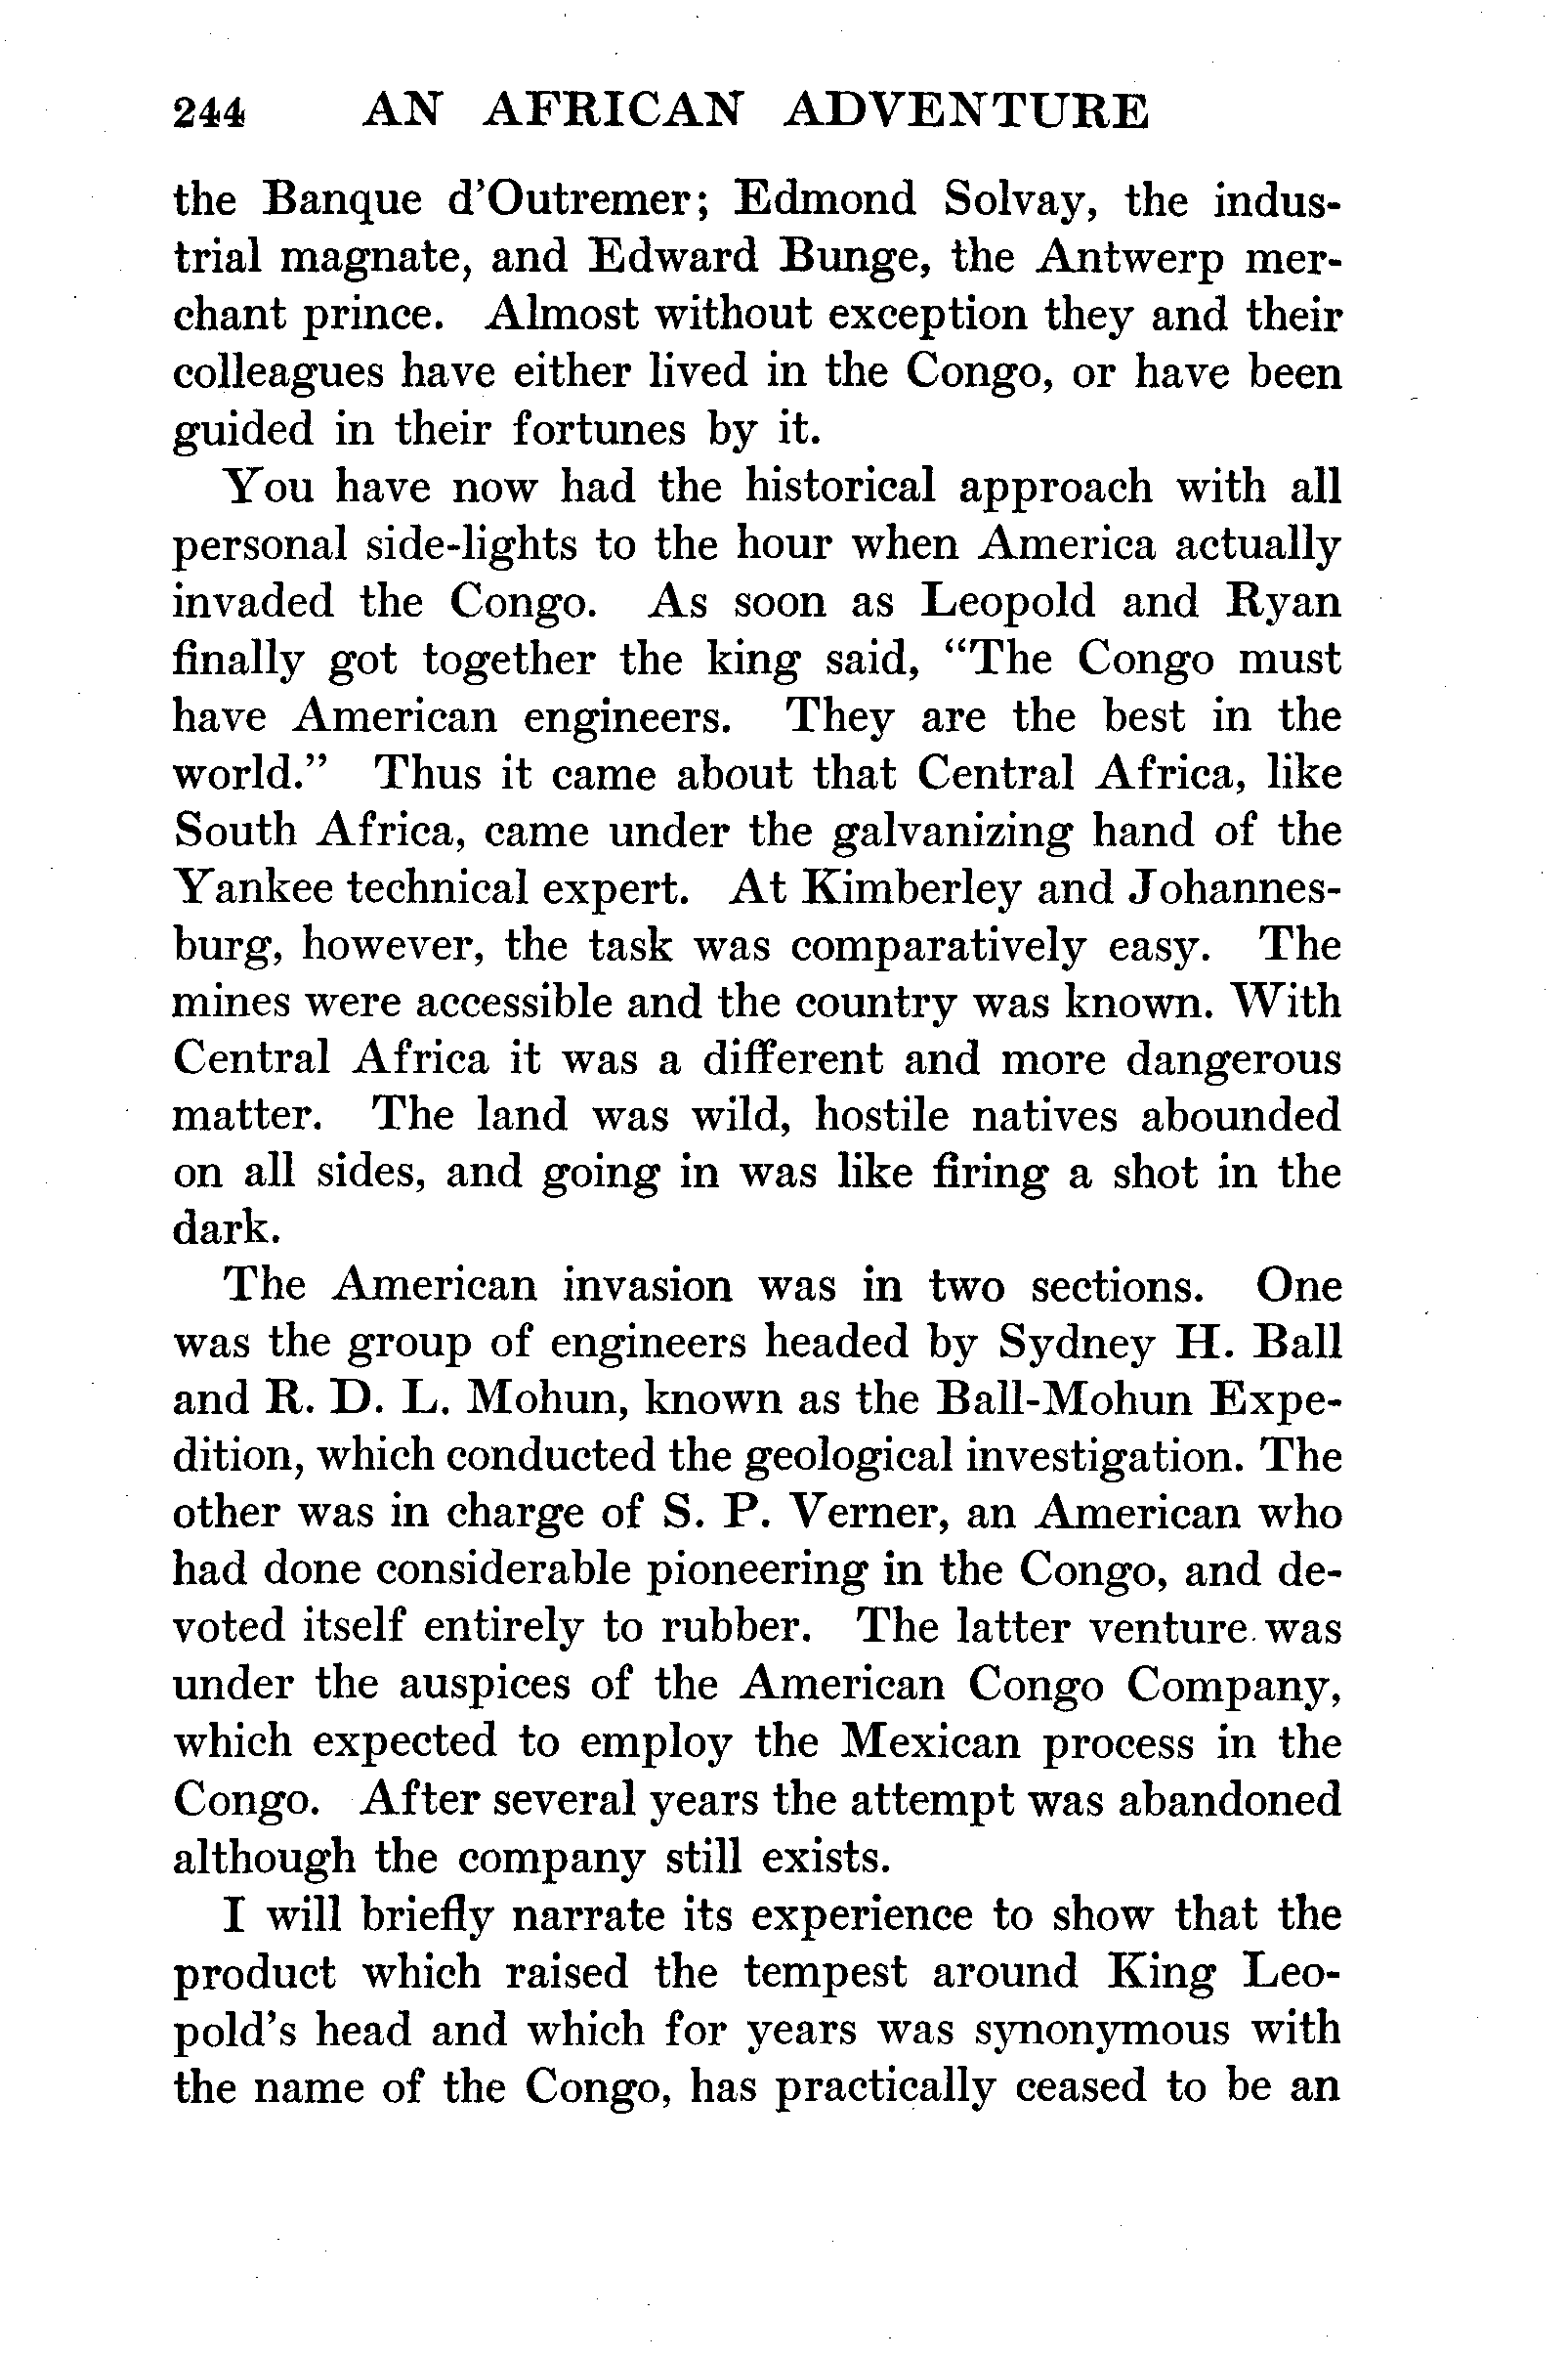 244 AN AFRICAN ADVENTURE
the Banque d'Outremer; Edmond Solvay, the indus-
trial magnate, and Edward Bunge, the Antwerp mer-
chant prince. Almost without exception they and their
colleagues have either lived in the Congo, or have been
guided in their fortunes by it.
You have now had the historical approach with all
personal side-lights to the hour when America actually
invaded the Congo. As soon as Leopold and Ryan
finally got together the king said, “The Congo must
have American engineers. They are the best in the
world.” Thus it came about that Central Africa, like
South Africa, came under the galvanizing hand of the
Yankee technical expert. At Kimberley and Johannes-
burg, however, the task was comparatively easy. The
mines were accessible and the country was known. With
Central Africa it was a different and more dangerous
matter. The land was wild, hostile natives abounded
on all sides, and going in was like firing a shot in the
dark.
The American invasion was in two sections. One
was the group of engineers headed by Sydney H. Ball
and R. D. L. Mohun, known as the Ball-Mohun Expe-
dition, which conducted the geological investigation. The
other was in charge of S. P. Verner, an American who
had done considerable pioneering in the Congo, and de-
voted itself entirely to rubber. The latter venture was
under the auspices of the American Congo Company,
which expected to employ the Mexican process in the
Congo. After several years the attempt was abandoned
although the company still exists.
I will briefly narrate its experience to show that the
product which raised the tempest around King Leo-
pold's head and which for years was synonymous with
the name of the Congo, has practically ceased to be an